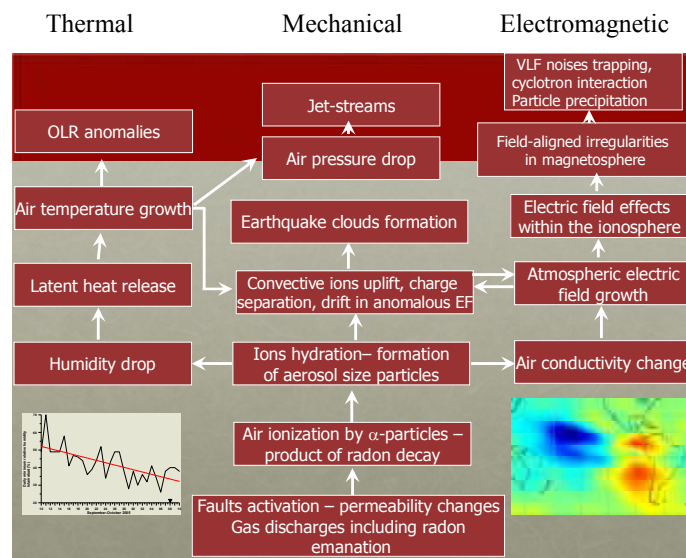 Thermal
Mechanical
Electromagnetic
VLF noises trapping,
cyclotron interaction
Particle precipitation
Jet-streams
OLR anomalies
Air pressure drop
Field-aligned irregularities
in magnetosphere
Air temperature growth
Earthquake clouds formation
Electric field effects
within the ionosphere
Latent heat release
Convective ions uplift, charge
separation, drift in anomalous EF
Atmospheric electric
field growth
Humidity drop
Ions hydration– formation
of aerosol size particles
Air conductivity change
Air ionization by α-particles –
product of radon decay
September-October 2005
Faults activation – permeability changes
Gas discharges including radon
emanation